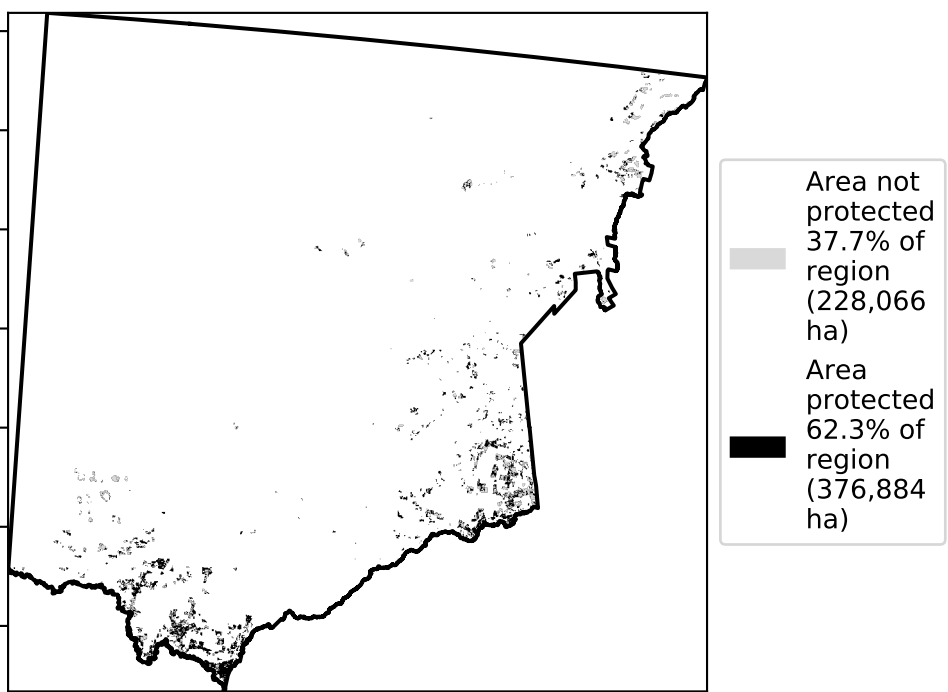 Area not
protected
37.7% of
region
(228,066
ha)
Area
protected
62.3% of
region
(376,884
ha)